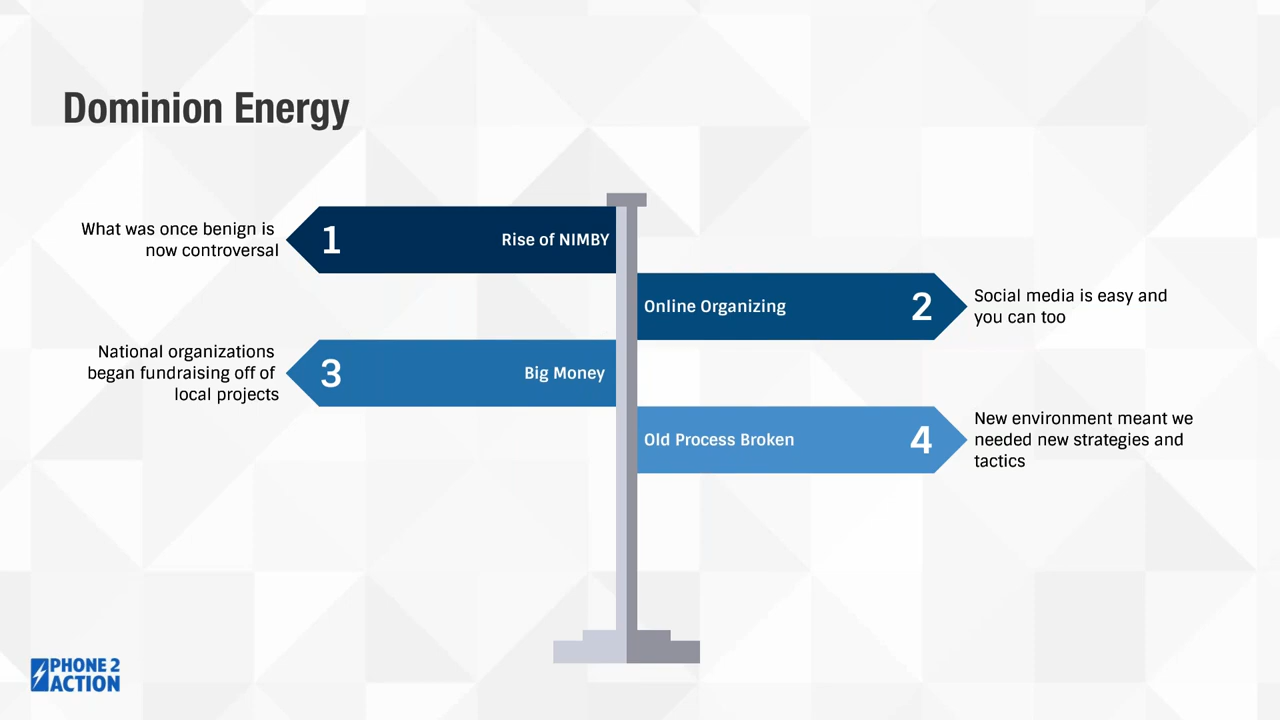 Dominion Energy
What was once benign is
now controversal
1
Rise of NIMBY
Online Organizing
2
Social media is easy and
you can too
National organizations
began fundraising off of
local projects
3
Big Money
Old Process Broken
4
New environment meant we
needed new strategies and
tactics
PHONE 2
ACTION